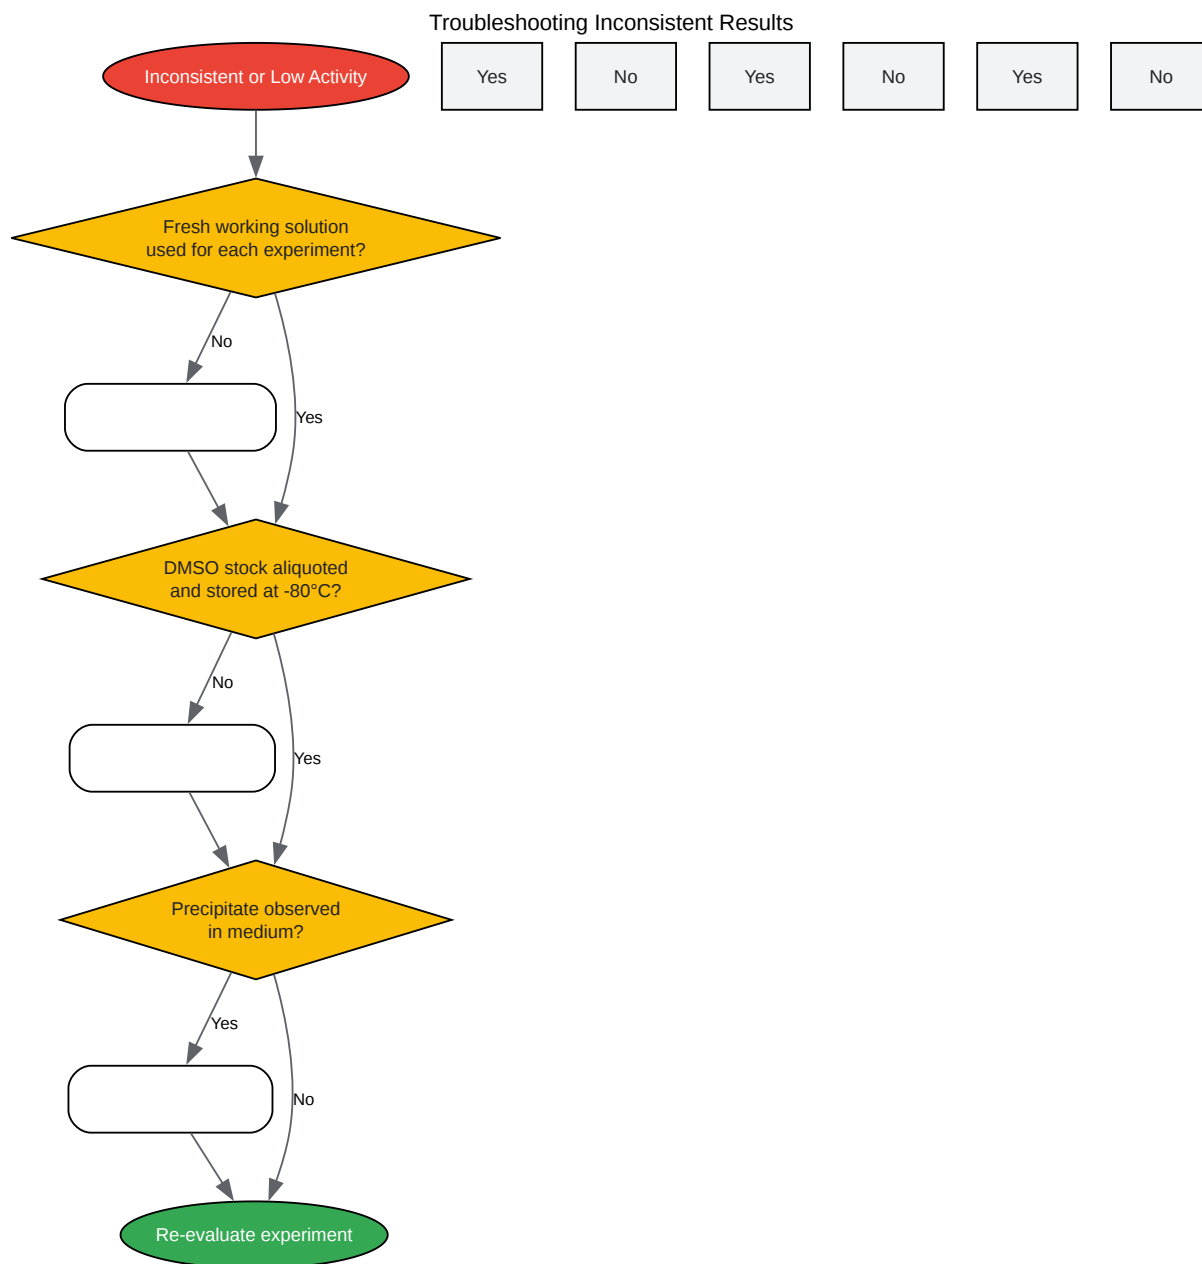 Troubleshooting Inconsistent Results
Inconsistent or Low Activity
Yes
No
Yes
No
Yes
No
Fresh working solution
used for each experiment?
No
Yes
DMSO stock aliquoted
and stored at -80°C?
No
Yes
Precipitate observed
in medium?
Yes
No
Re-evaluate experiment